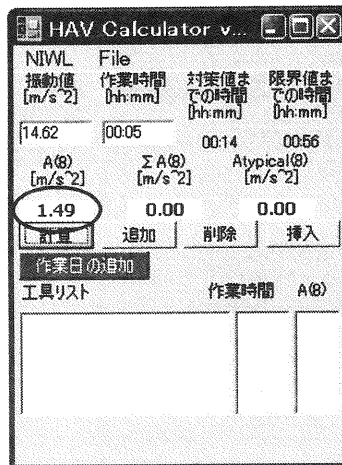 HAV Calculator v...
NIWL File
振動値 作業時間 対策値ま 限界値ま
[m/s^2] [hh:mm] での時間 での時間
[hh:mm] [hh:mm]
14.62 00:05 00:14 00:56
A(8) Σ A(8) Atypical(8)
[m/s^2] [m/s^2] [m/s^2]
1.49 0.00 0.00
計算 追加 削除 挿入
作業日の追加
工具リスト 作業時間 A(8)